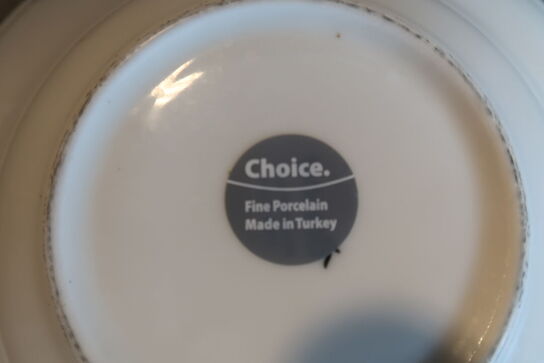 Choice.
Fine Porcelain
Made in Turkey